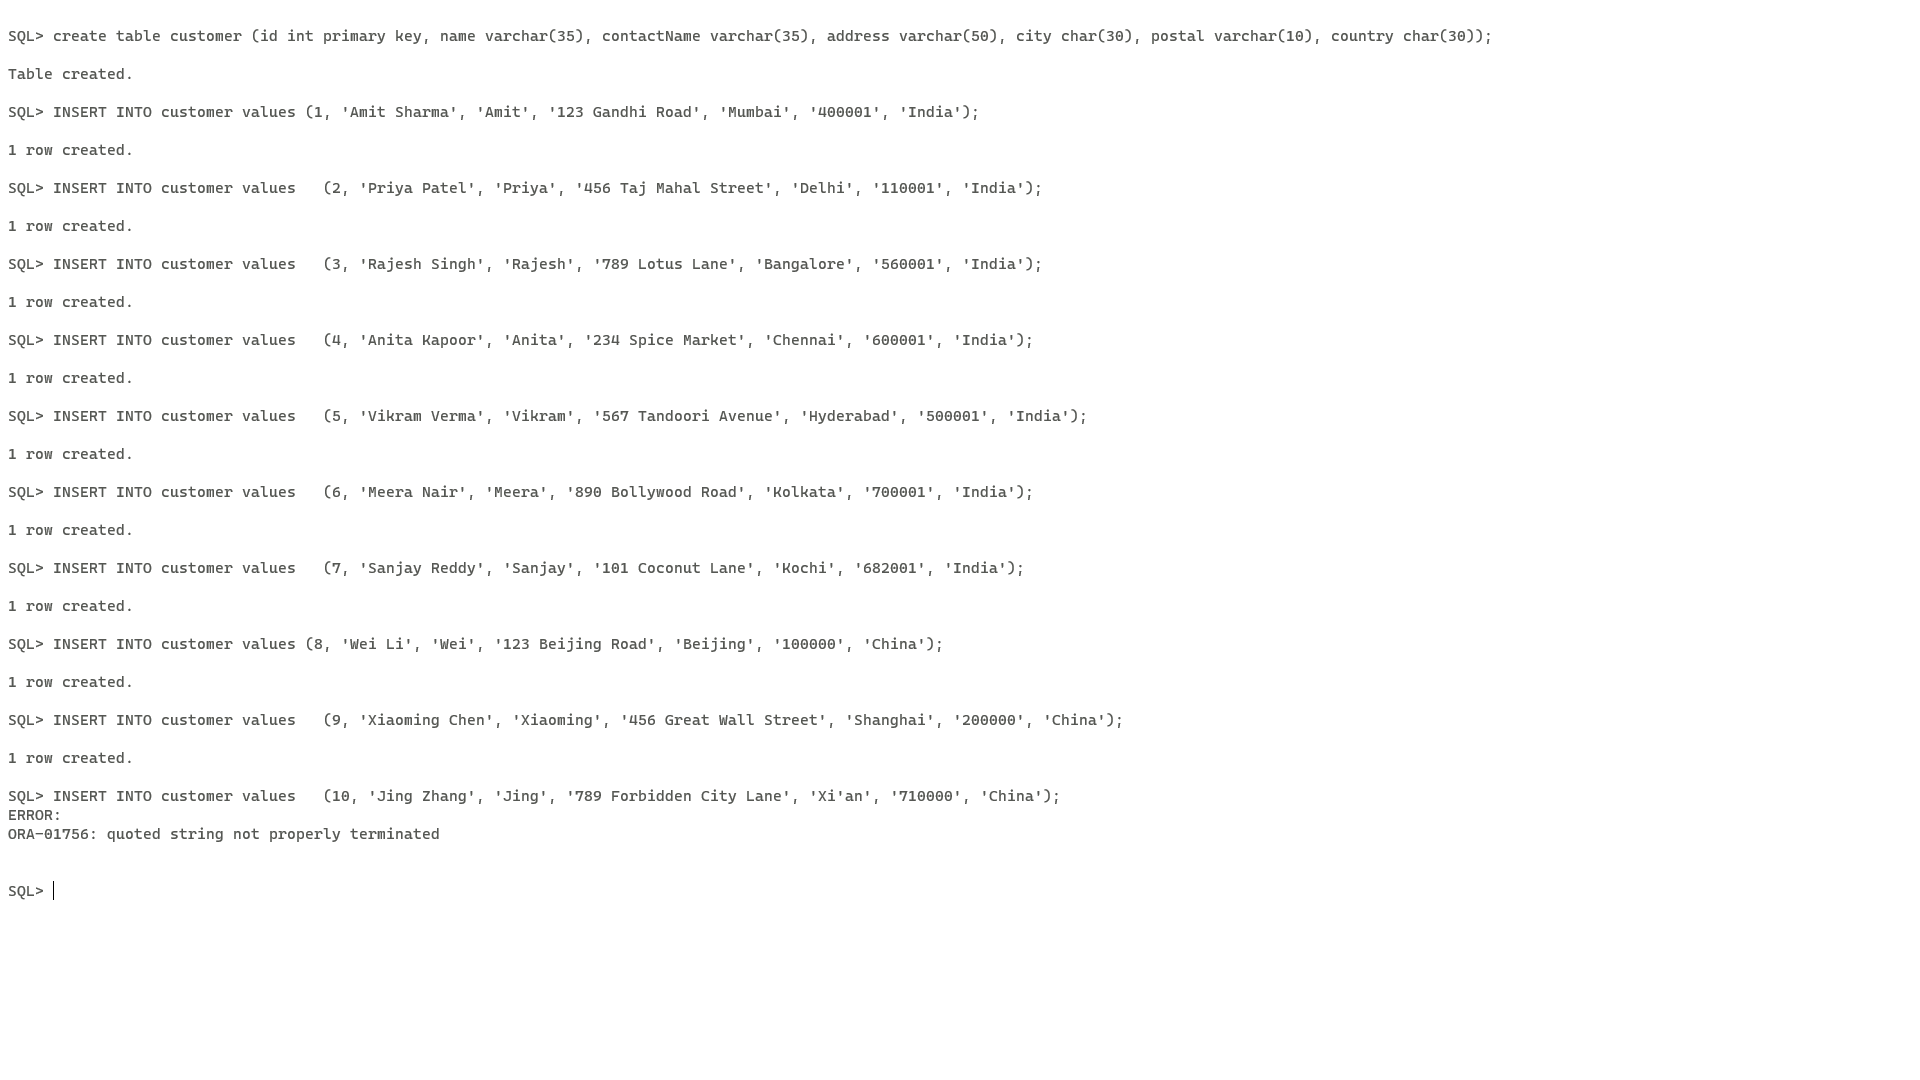 SQL> create table customer (id int primary key, name varchar(35), contactName varchar(35), address varchar(50), city char(30), postal varchar(10), country char(30));
Table created.
SQL> INSERT INTO customer values (1, 'Amit Sharma', 'Amit', '123 Gandhi Road', 'Mumbai', '400001', 'India');
1 row created.
SQL> INSERT INTO customer values   (2, 'Priya Patel', 'Priya', '456 Taj Mahal Street', 'Delhi', '110001', 'India');
1 row created.
SQL> INSERT INTO customer values   (3, 'Rajesh Singh', 'Rajesh', '789 Lotus Lane', 'Bangalore', '560001', 'India');
1 row created.
SQL> INSERT INTO customer values   (4, 'Anita Kapoor', 'Anita', '234 Spice Market', 'Chennai', '600001', 'India');
1 row created.
SQL> INSERT INTO customer values   (5, 'Vikram Verma', 'Vikram', '567 Tandoori Avenue', 'Hyderabad', '500001', 'India');
1 row created.
SQL> INSERT INTO customer values   (6, 'Meera Nair', 'Meera', '890 Bollywood Road', 'Kolkata', '700001', 'India');
1 row created.
SQL> INSERT INTO customer values   (7, 'Sanjay Reddy', 'Sanjay', '101 Coconut Lane', 'Kochi', '682001', 'India');
1 row created.
SQL> INSERT INTO customer values (8, 'Wei Li', 'Wei', '123 Beijing Road', 'Beijing', '100000', 'China');
1 row created.
SQL> INSERT INTO customer values   (9, 'Xiaoming Chen', 'Xiaoming', '456 Great Wall Street', 'Shanghai', '200000', 'China');
1 row created.
SQL> INSERT INTO customer values   (10, 'Jing Zhang', 'Jing', '789 Forbidden City Lane', 'Xi'an', '710000', 'China');
ERROR:
ORA-01756: quoted string not properly terminated
SQL>